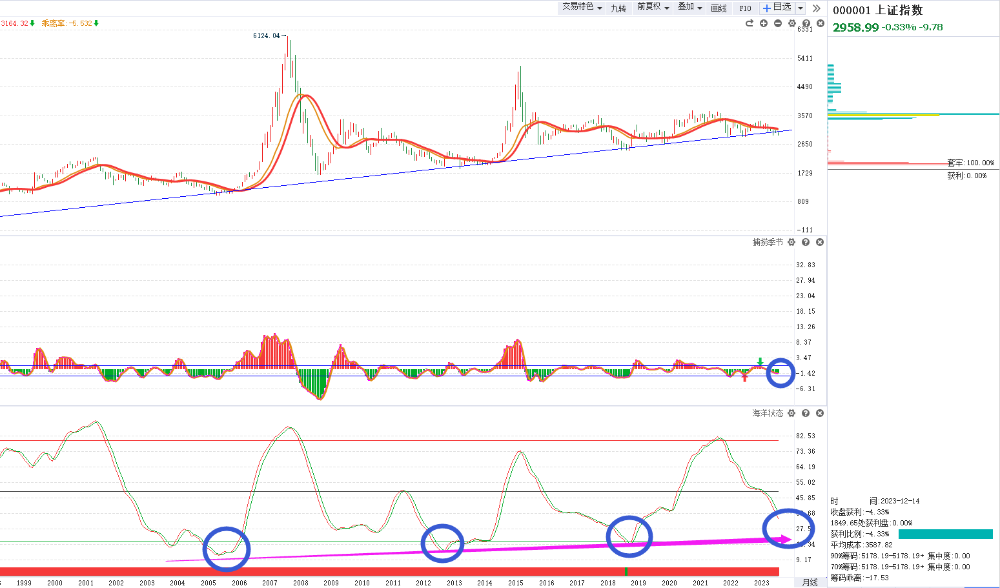 交易特色 九转 前复权 叠加 画线 F10 +自选
000001 上证指数
2958.99 -0.33% -9.78
3164.32 乖离率:-5.532
6124.04
6331
5411
4490
3570
2650
1729
809
-111
套牢:100.00%
获利:0.00%
捕捞季节
32.83
27.94
23.04
18.15
13.26
8.37
3.47
-1.42
-6.31
海洋状态
82.53
73.36
64.19
55.02
45.85
27.5
9.17
时 间:2023-12-14
收盘获利:-4.33%
1849.65处获利盘:0.00%
获利比例:-4.33%
平均成本:3587.82
90%筹码:5178.19-5178.19+ 集中度:0.00
70%筹码:5178.19-5178.19+ 集中度:0.00
筹码乖离:-17.53
1999 2000 2001 2002 2003 2004 2005 2006 2007 2008 2009 2010 2011 2012 2013 2014 2015 2016 2017 2018 2019 2020 2021 2022 2023 月线